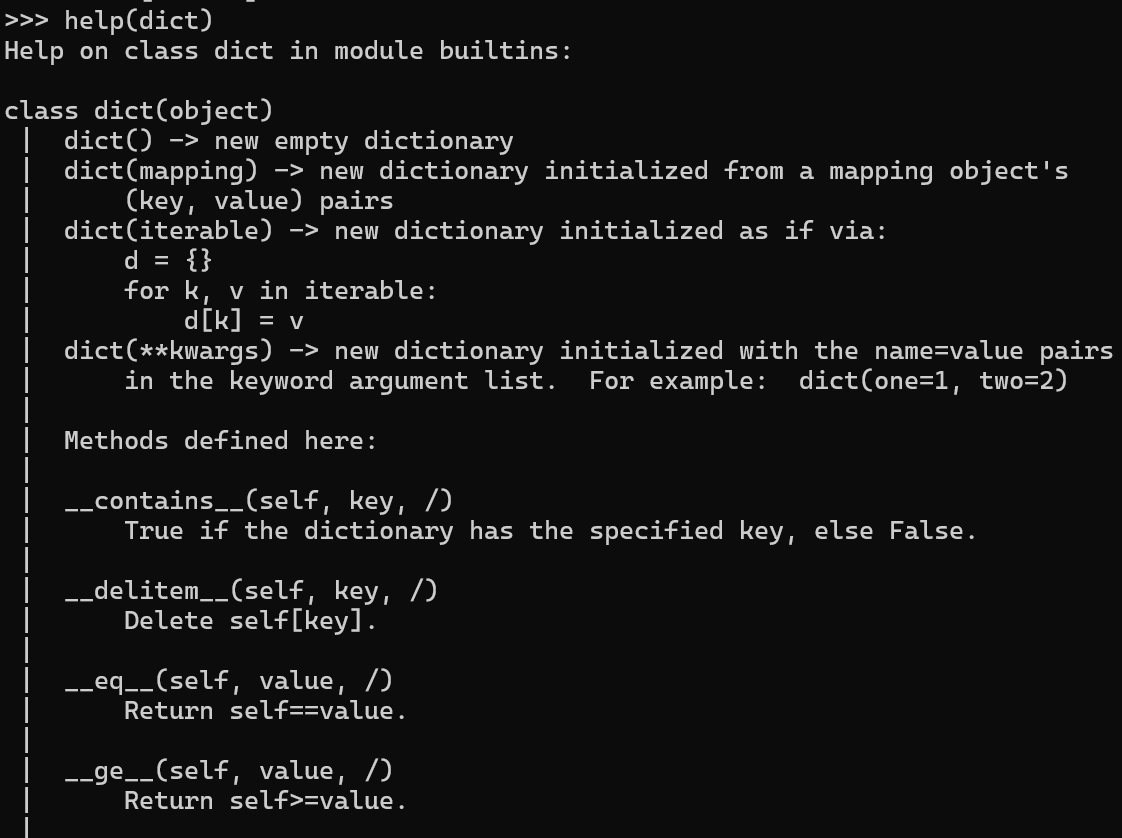 >>> help(dict)
Help on class dict in module builtins:

class dict(object)
 |  dict() -> new empty dictionary
 |  dict(mapping) -> new dictionary initialized from a mapping object's
 |      (key, value) pairs
 |  dict(iterable) -> new dictionary initialized as if via:
 |      d = {}
 |      for k, v in iterable:
 |          d[k] = v
 |  dict(**kwargs) -> new dictionary initialized with the name=value pairs
 |      in the keyword argument list.  For example:  dict(one=1, two=2)
 |
 |  Methods defined here:
 |
 |  __contains__(self, key, /)
 |      True if the dictionary has the specified key, else False.
 |
 |  __delitem__(self, key, /)
 |      Delete self[key].
 |
 |  __eq__(self, value, /)
 |      Return self==value.
 |
 |  __ge__(self, value, /)
 |      Return self>=value.
 |